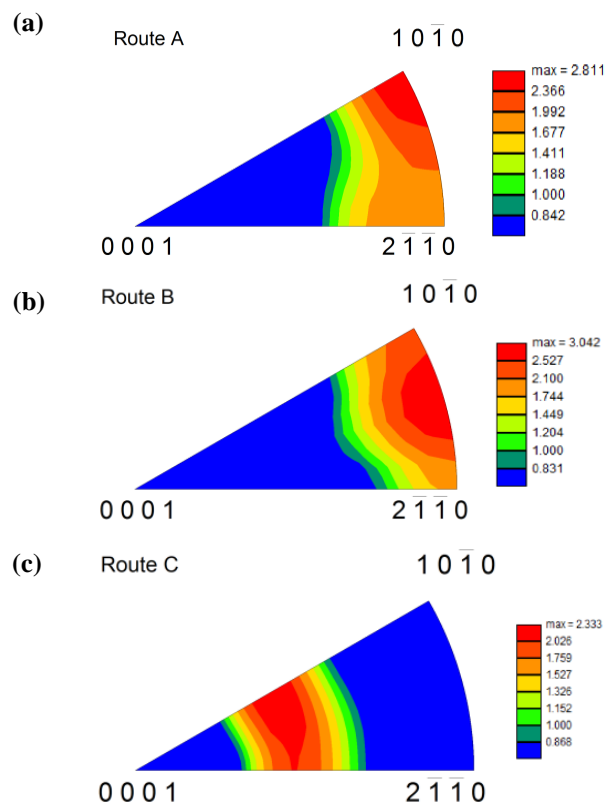 (a)
Route A
1 0 1̅ 0
max = 2.811
2.366
1.992
1.677
1.411
1.188
1.000
0.842
0 0 0 1
2 1̅ 1̅ 0
(b)
Route B
1 0 1̅ 0
max = 3.042
2.527
2.100
1.744
1.449
1.204
1.000
0.831
0 0 0 1
2 1̅ 1̅ 0
(c)
Route C
1 0 1̅ 0
max = 2.333
2.026
1.759
1.527
1.326
1.152
1.000
0.868
0 0 0 1
2 1̅ 1̅ 0